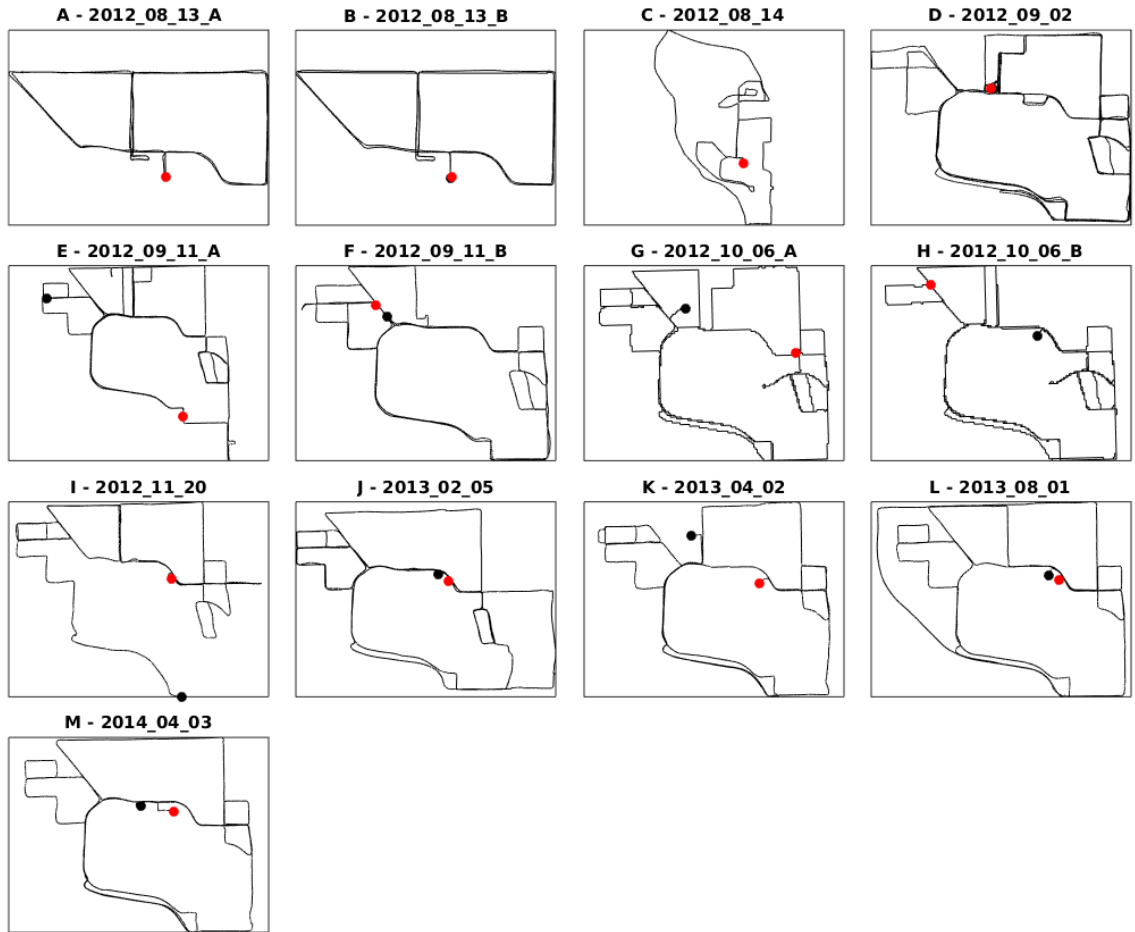 A - 2012_08_13_A
B - 2012_08_13_B
C - 2012_08_14
D - 2012_09_02
E - 2012_09_11_A
F - 2012_09_11_B
G - 2012_10_06_A
H - 2012_10_06_B
I - 2012_11_20
J - 2013_02_05
K - 2013_04_02
L - 2013_08_01
M - 2014_04_03